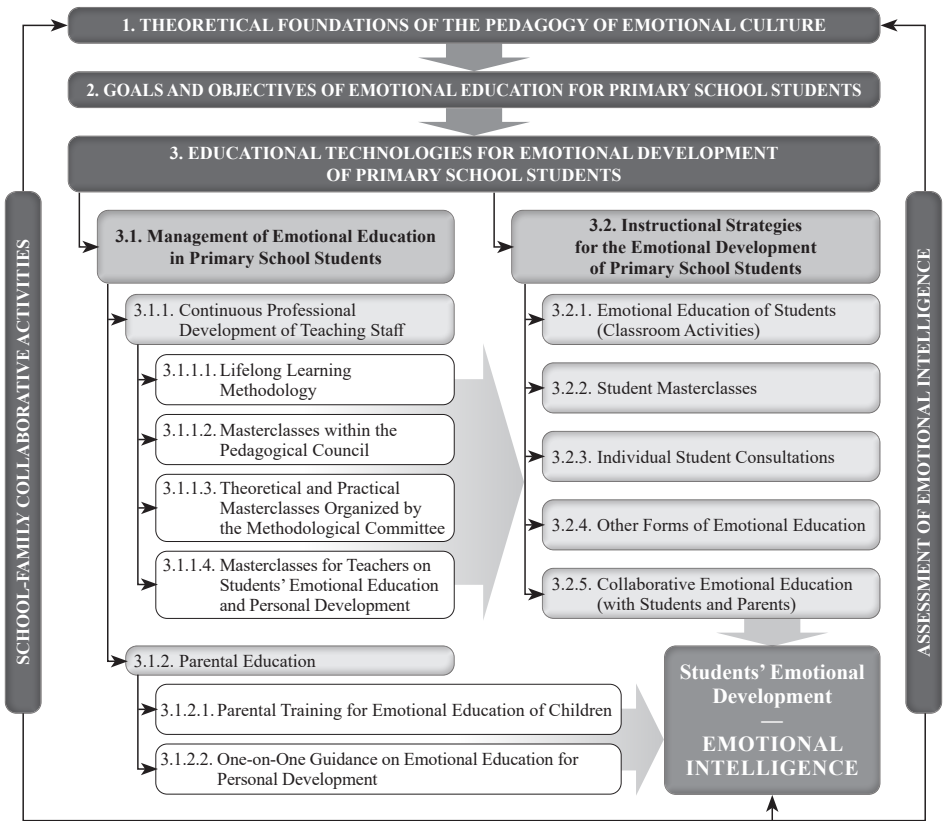 1. THEORETICAL FOUNDATIONS OF THE PEDAGOGY OF EMOTIONAL CULTURE
2. GOALS AND OBJECTIVES OF EMOTIONAL EDUCATION FOR PRIMARY SCHOOL STUDENTS
3. EDUCATIONAL TECHNOLOGIES FOR EMOTIONAL DEVELOPMENT
OF PRIMARY SCHOOL STUDENTS
SCHOOL-FAMILY COLLABORATIVE ACTIVITIES
3.1. Management of Emotional Education
in Primary School Students
3.1.1. Continuous Professional
Development of Teaching Staff
3.1.1.1. Lifelong Learning
Methodology
3.1.1.2. Masterclasses within the
Pedagogical Council
3.1.1.3. Theoretical and Practical
Masterclasses Organized by
the Methodological Committee
3.1.1.4. Masterclasses for Teachers on
Students’ Emotional Education
and Personal Development
3.1.2. Parental Education
3.1.2.1. Parental Training for Emotional Education of Children
3.1.2.2. One-on-One Guidance on Emotional Education for
Personal Development
3.2. Instructional Strategies
for the Emotional Development
of Primary School Students
3.2.1. Emotional Education of Students
(Classroom Activities)
3.2.2. Student Masterclasses
3.2.3. Individual Student Consultations
3.2.4. Other Forms of Emotional Education
3.2.5. Collaborative Emotional Education
(with Students and Parents)
Students’ Emotional
Development
—
EMOTIONAL
INTELLIGENCE
ASSESSMENT OF EMOTIONAL INTELLIGENCE